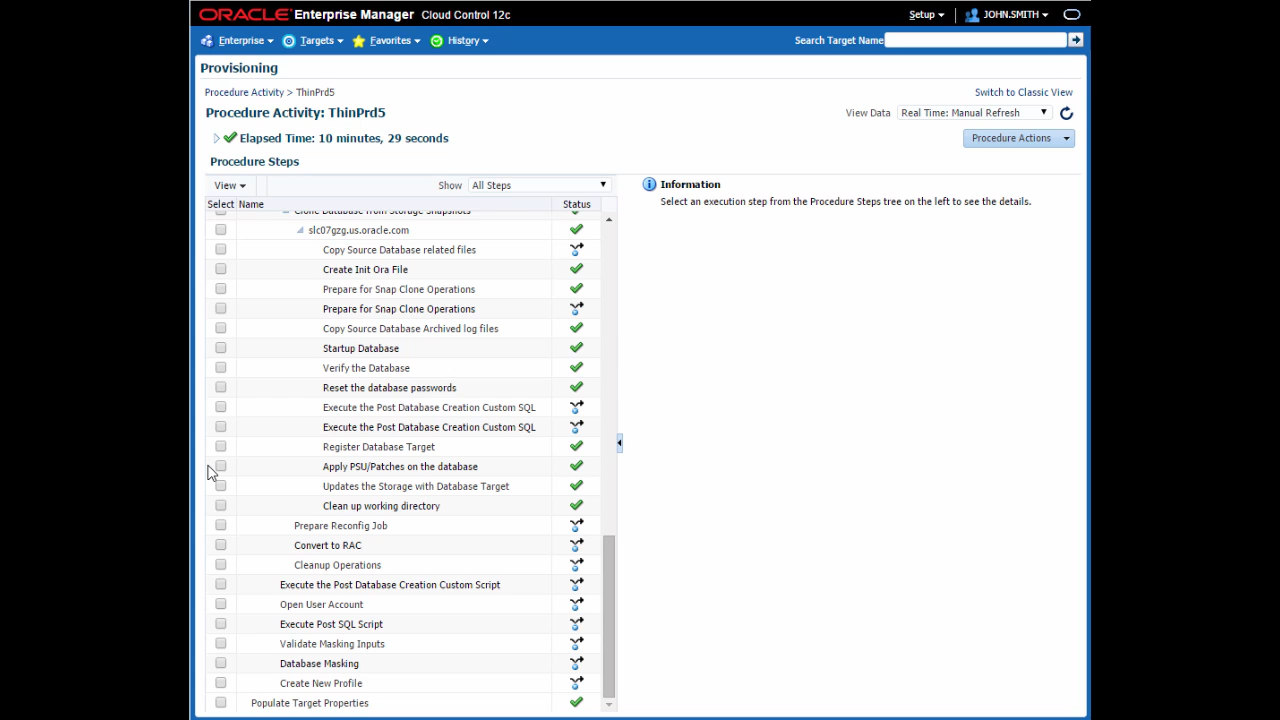 ORACLE Enterprise Manager Cloud Control 12c Setup JOHN.SMITH
Enterprise Targets Favorites History Search Target Name
Provisioning
Procedure Activity > ThinPrd5 Switch to Classic View
Procedure Activity: ThinPrd5 View Data Real Time: Manual Refresh
Elapsed Time: 10 minutes, 29 seconds Procedure Actions
Procedure Steps
View Show All Steps
Select Name Status
Clone Database from Storage Snapshots
slc07gzg.us.oracle.com
Copy Source Database related files
Create Init Ora File
Prepare for Snap Clone Operations
Prepare for Snap Clone Operations
Copy Source Database Archived log files
Startup Database
Verify the Database
Reset the database passwords
Execute the Post Database Creation Custom SQL
Execute the Post Database Creation Custom SQL
Register Database Target
Apply PSU/Patches on the database
Updates the Storage with Database Target
Clean up working directory
Prepare Reconfig Job
Convert to RAC
Cleanup Operations
Execute the Post Database Creation Custom Script
Open User Account
Execute Post SQL Script
Validate Masking Inputs
Database Masking
Create New Profile
Populate Target Properties
Information
Select an execution step from the Procedure Steps tree on the left to see the details.